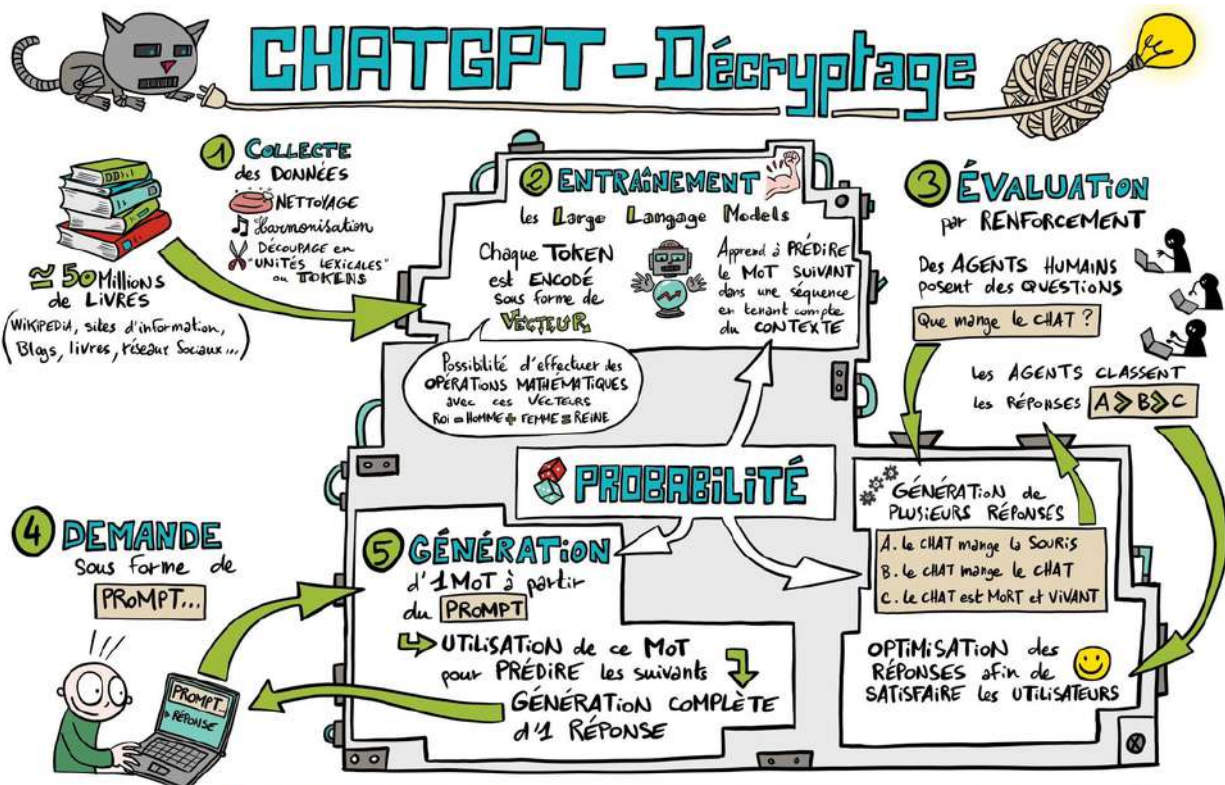 CHATGPT - Décryptage
1 COLLECTE
des DONNÉES
NETTOYAGE
Harmonisation
DÉCOUPAGE en
"UNITÉS LEXICALES"
ou TOKENS
≃ 50 Millions
de LIVRES
(WIKIPEDIA, sites d'information,
Blogs, livres, réseaux Sociaux...)
2 ENTRAÎNEMENT
les Large Langage Models
Chaque TOKEN
est ENCODÉ
sous forme de
VECTEUR
Possibilité d'effectuer des
OPÉRATIONS MATHÉMATIQUES
avec ces VECTEURS
ROI - HOMME + FEMME = REINE
Apprend à PRÉDIRE
le MOT SUIVANT
dans une séquence
en tenant compte
du CONTEXTE
3 ÉVALUATION
par RENFORCEMENT
Des AGENTS HUMAINS
posent des QUESTIONS
Que mange le CHAT ?
Les AGENTS CLASSENT
les RÉPONSES A > B > C
PROBABILITÉ
GÉNÉRATION de
PLUSIEURS RÉPONSES
A. le CHAT mange la SOURIS
B. le CHAT mange le CHAT
C. le CHAT est MORT et VIVANT
OPTIMISATION des
RÉPONSES afin de
SATISFAIRE les UTILISATEURS
4 DEMANDE
sous forme de
PROMPT...
PROMPT...
> RÉPONSE
5 GÉNÉRATION
d'1 MOT à partir
du PROMPT
UTILISATION de ce MOT
pour PRÉDIRE les suivants
GÉNÉRATION COMPLÈTE
d'1 RÉPONSE